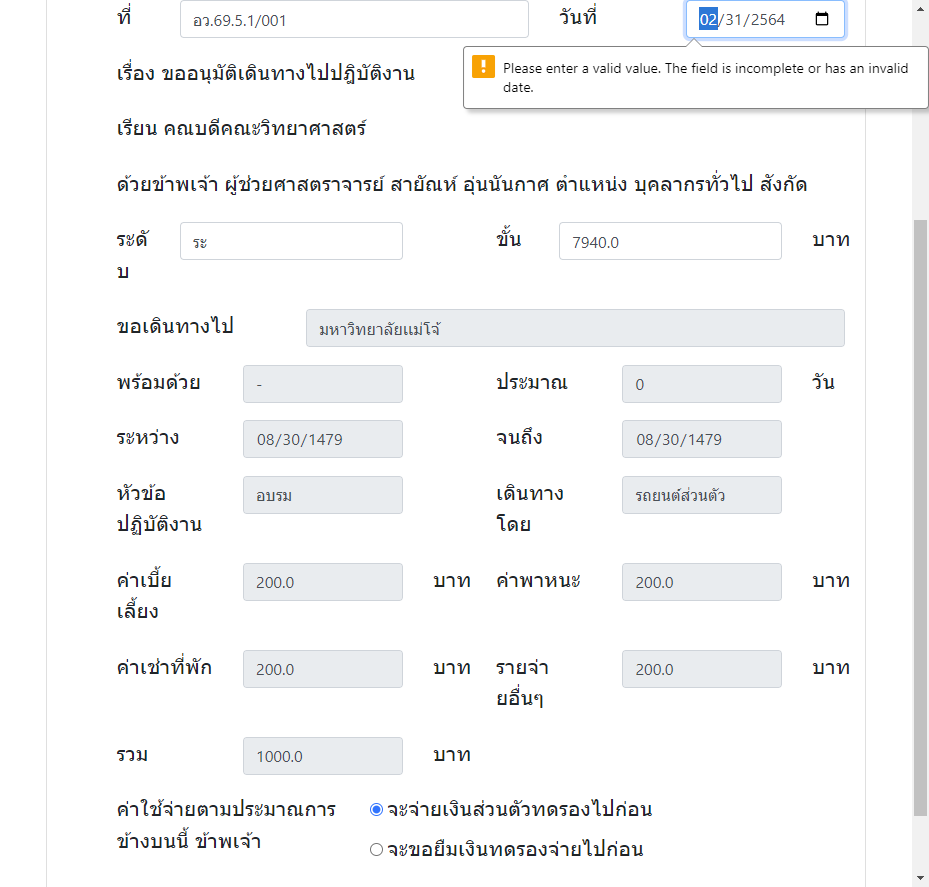 ที่ อว.69.5.1/001 วันที่ 02/31/2564
Please enter a valid value. The field is incomplete or has an invalid
date.
เรื่อง ขออนุมัติเดินทางไปปฎิบัติงาน
เรียน คณบดีคณะวิทยาศาสตร์
ด้วยข้าพเจ้า ผู้ช่วยศาสตราจารย์ สายัณห์ อุ่นนันกาศ ตำแหน่ง บุคลากรทั่วไป สังกัด
ระดั ระ ขั้น 7940.0 บาท
บ
ขอเดินทางไป มหาวิทยาลัยแม่โจ้
พร้อมด้วย - ประมาณ 0 วัน
ระหว่าง 08/30/1479 จนถึง 08/30/1479
หัวข้อ อบรม เดินทาง รถยนต์ส่วนตัว
ปฏิบัติงาน โดย
ค่าเบี้ย 200.0 บาท ค่าพาหนะ 200.0 บาท
เลี้ยง
ค่าเช่าที่พัก 200.0 บาท รายจ่า 200.0 บาท
ยอื่นๆ
รวม 1000.0 บาท
ค่าใช้จ่ายตามประมาณการ จะจ่ายเงินส่วนตัวทดรองไปก่อน
ข้างบนนี้ ข้าพเจ้า จะขอยืมเงินทดรองจ่ายไปก่อน